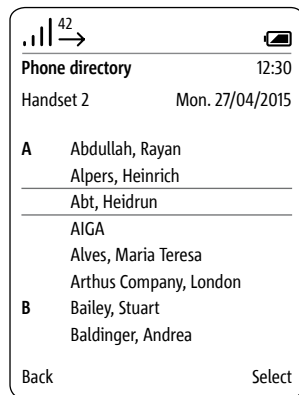 42
Phone directory 12:30
Handset 2 Mon. 27/04/2015
A Abdullah, Rayan
Alpers, Heinrich
Abt, Heidrun
AIGA
Alves, Maria Teresa
Arthus Company, London
B Bailey, Stuart
Baldinger, Andrea
Back Select